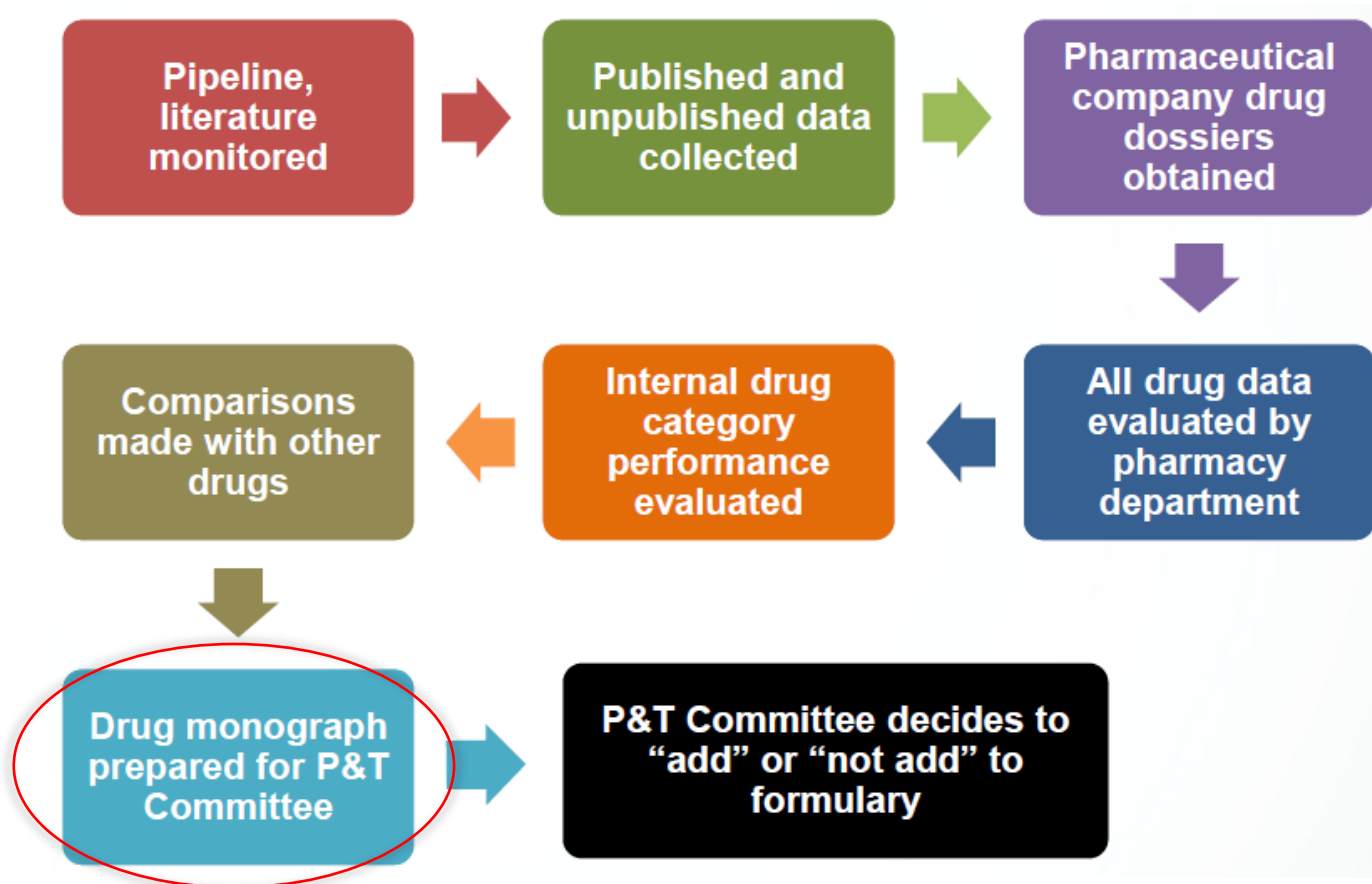 Pipeline,
literature
monitored
Published and
unpublished data
collected
Pharmaceutical
company drug
dossiers
obtained
All drug data
evaluated by
pharmacy
department
Internal drug
category
performance
evaluated
Comparisons
made with other
drugs
Drug monograph
prepared for P&T
Committee
P&T Committee decides to
“add” or “not add” to
formulary